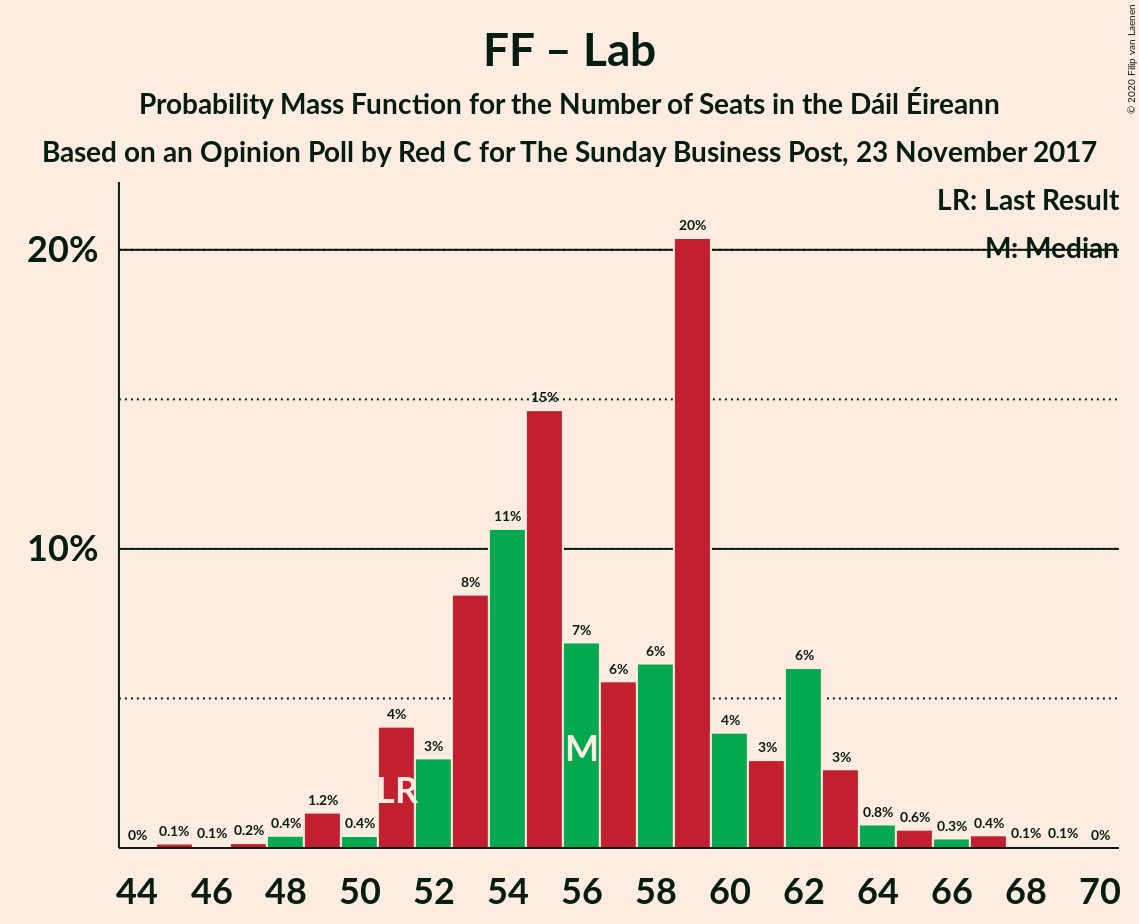 FF – Lab
Probability Mass Function for the Number of Seats in the Dáil Éireann
Based on an Opinion Poll by Red C for The Sunday Business Post, 23 November 2017
© 2020 Filip van Laenen
LR: Last Result
M: Median
20%
10%
0% 0.1% 0.1% 0.2% 0.4% 1.2% 0.4% 4% 3% 8% 11% 15% 7% 6% 6% 20% 4% 3% 6% 3% 0.8% 0.6% 0.3% 0.4% 0.1% 0.1% 0%
LR M
44 46 48 50 52 54 56 58 60 62 64 66 68 70